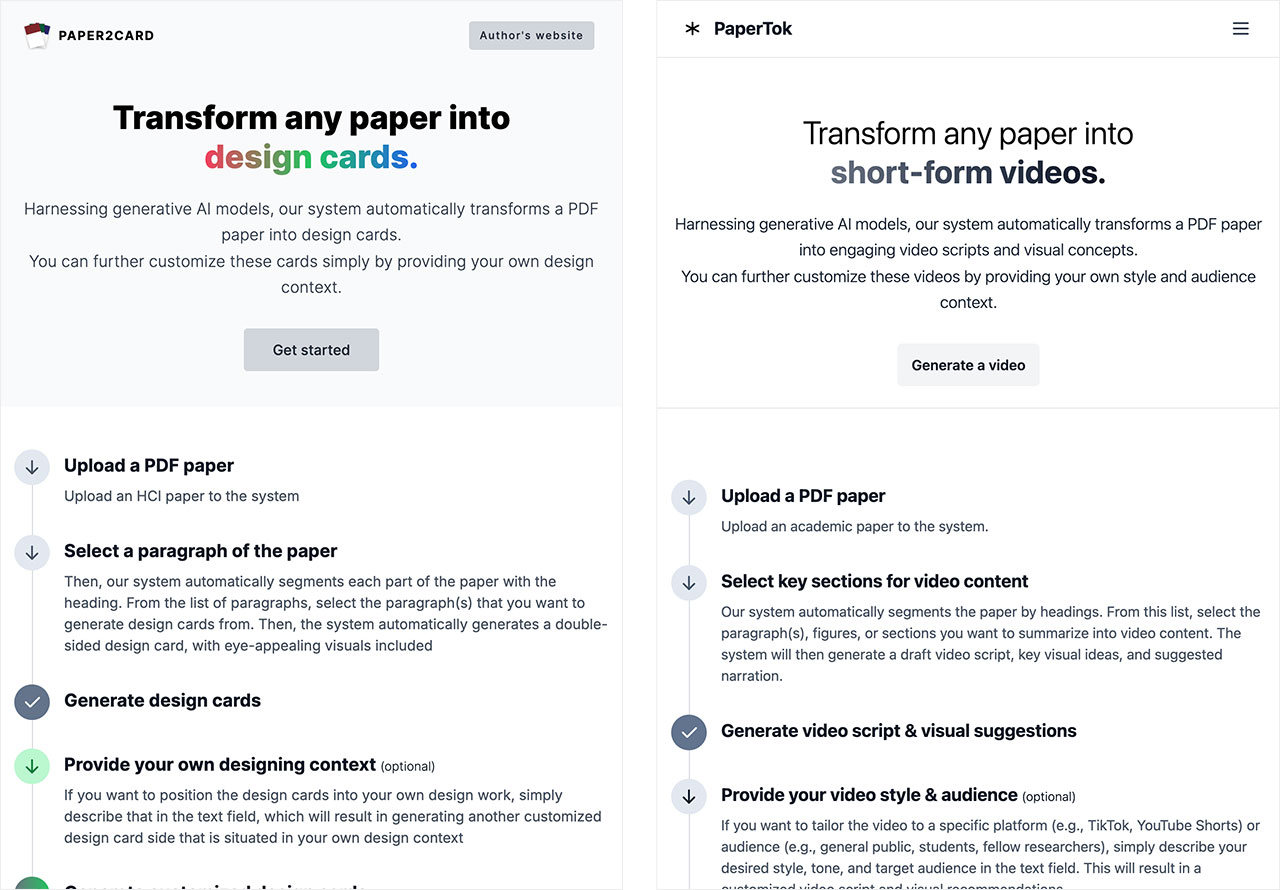 PAPER2CARD
Author's website
Transform any paper into
design cards.
Harnessing generative AI models, our system automatically transforms a PDF
paper into design cards.
You can further customize these cards simply by providing your own design
context.
Get started
Upload a PDF paper
Upload an HCI paper to the system
Select a paragraph of the paper
Then, our system automatically segments each part of the paper with the
heading. From the list of paragraphs, select the paragraph(s) that you want to
generate design cards from. Then, the system automatically generates a double-
sided design card, with eye-appealing visuals included
Generate design cards
Provide your own designing context (optional)
If you want to position the design cards into your own design work, simply
describe that in the text field, which will result in generating another customized
design card side that is situated in your own design context
Generate customized design cards
PaperTok
Transform any paper into
short-form videos.
Harnessing generative AI models, our system automatically transforms a PDF paper
into engaging video scripts and visual concepts.
You can further customize these videos by providing your own style and audience
context.
Generate a video
Upload a PDF paper
Upload an academic paper to the system.
Select key sections for video content
Our system automatically segments the paper by headings. From this list, select the
paragraph(s), figures, or sections you want to summarize into video content. The
system will then generate a draft video script, key visual ideas, and suggested
narration.
Generate video script & visual suggestions
Provide your video style & audience (optional)
If you want to tailor the video to a specific platform (e.g., TikTok, YouTube Shorts) or
audience (e.g., general public, students, fellow researchers), simply describe your
desired style, tone, and target audience in the text field. This will result in a
customized video script and visual recommendations